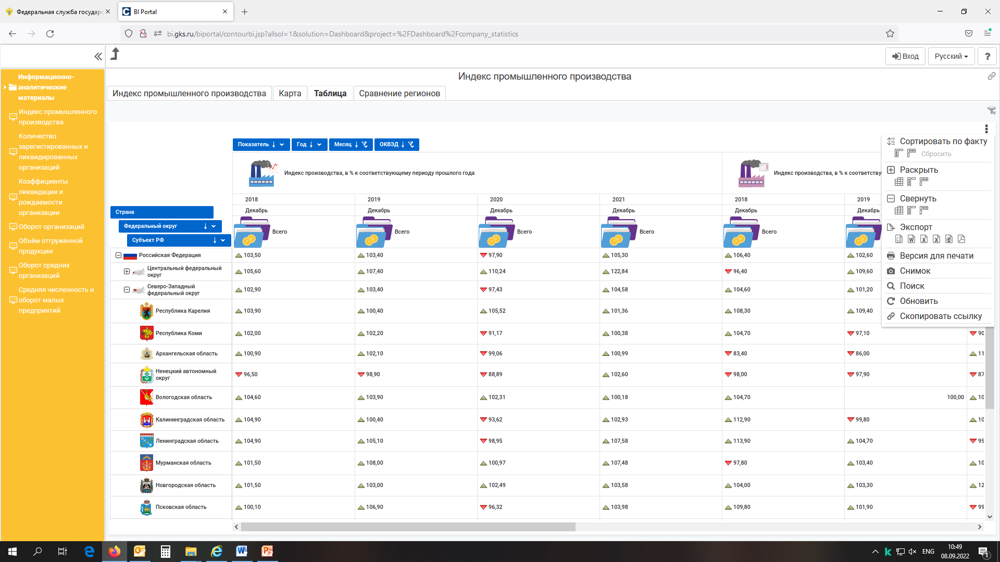 Федеральная служба государс
BI Portal
bi.gks.ru/biportal/contourbi.jsp?allsol=1&solution=Dashboard&project=%2FDashboard%2Fcompany_statistics
Вход
Русский
?
Индекс промышленного производства
Информационно-
аналитические
материалы
Индекс промышленного
производства
Количество
зарегистрированных и
ликвидированных
организаций
Коэффициенты
ликвидации и
рождаемости
организации
Оборот организаций
Объём отгруженной
продукции
Оборот средних
организаций
Средняя численность и
оборот малых
предприятий
Индекс промышленного производства
Карта
Таблица
Сравнение регионов
Показатель
Год
Месяц
ОКВЭД
Индекс производства, в % к соответствующему периоду прошлого года
Индекс производства, в % к соответству
2018 2019 2020 2021 2018 2019
Декабрь Декабрь Декабрь Декабрь Декабрь Декабрь
Страна
Федеральный округ
Субъект РФ
Всего Всего Всего Всего Всего
Российская Федерация 103,50 103,40 97,90 105,30 106,40 102,60
Центральный федеральный
округ
105,60 107,40 110,24 122,84 96,40 109,60
Северо-Западный
федеральный округ
102,90 103,40 97,43 104,58 104,60 101,20
Республика Карелия 103,90 100,40 105,52 101,36 108,30 109,40
Республика Коми 102,00 102,20 91,17 100,38 104,70 97,10 90
Архангельская область 100,90 102,10 99,06 100,99 83,40 86,00 11
Ненецкий автономный
округ
96,50 98,90 88,89 102,60 98,00 97,90 87
Вологодская область 104,60 103,90 102,31 100,18 104,70 100,00 10
Калининградская область 104,90 100,40 93,62 102,93 112,90 99,80 10
Ленинградская область 104,90 105,10 98,95 107,58 113,90 104,70 95
Мурманская область 101,50 108,00 100,97 107,48 97,80 103,40 10
Новгородская область 101,50 103,00 102,49 103,58 104,00 103,30 12
Псковская область 100,10 106,90 96,32 103,98 109,80 101,90 99
Сортировать по факту
Сбросить
Раскрыть
Свернуть
Экспорт
Версия для печати
Снимок
Поиск
Обновить
Скопировать ссылку
ENG
10:49
08.09.2022
1